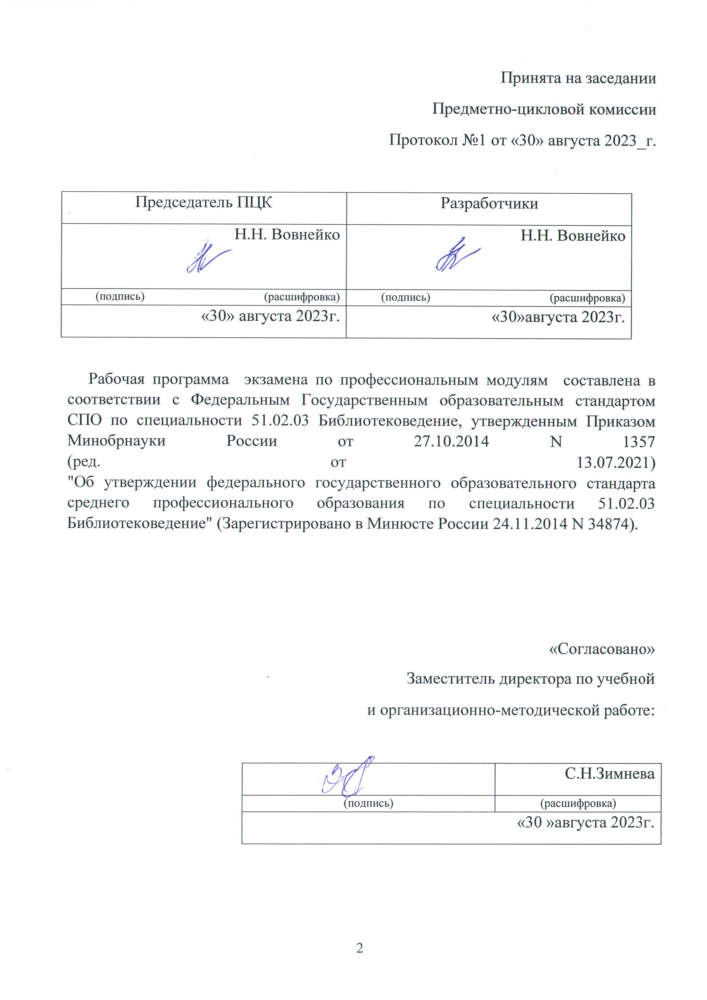 Принята на заседании
Предметно-цикловой комиссии
Протокол №1 от «30» августа 2023_г.
Председатель ПЦК Разработчики
Н.Н. Вовнейко Н.Н. Вовнейко
(подпись) (расшифровка) (подпись) (расшифровка)
«30» августа 2023г. «30»августа 2023г.
Рабочая программа экзамена по профессиональным модулям составлена в
соответствии с Федеральным Государственным образовательным стандартом
СПО по специальности 51.02.03 Библиотековедение, утвержденным Приказом
Минобрнауки России от 27.10.2014 N 1357
(ред. от 13.07.2021)
"Об утверждении федерального государственного образовательного стандарта
среднего профессионального образования по специальности 51.02.03
Библиотековедение" (Зарегистрировано в Минюсте России 24.11.2014 N 34874).
«Согласовано»
Заместитель директора по учебной
и организационно-методической работе:
С.Н.Зимнева
(подпись) (расшифровка)
«30 »августа 2023г.
2